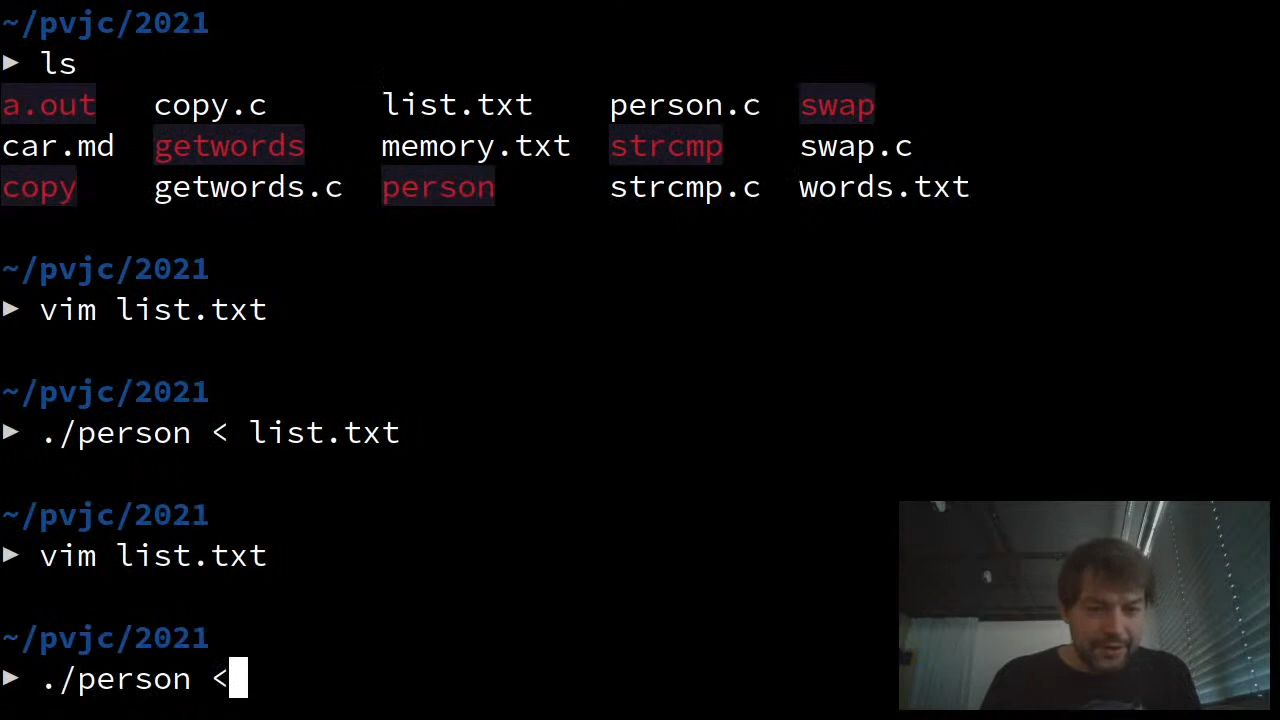 ~/pvjc/2021
▶ ls
a.out copy.c list.txt person.c swap
car.md getwords memory.txt strcmp swap.c
copy getwords.c person strcmp.c words.txt
~/pvjc/2021
▶ vim list.txt
~/pvjc/2021
▶ ./person < list.txt
~/pvjc/2021
▶ vim list.txt
~/pvjc/2021
▶ ./person <